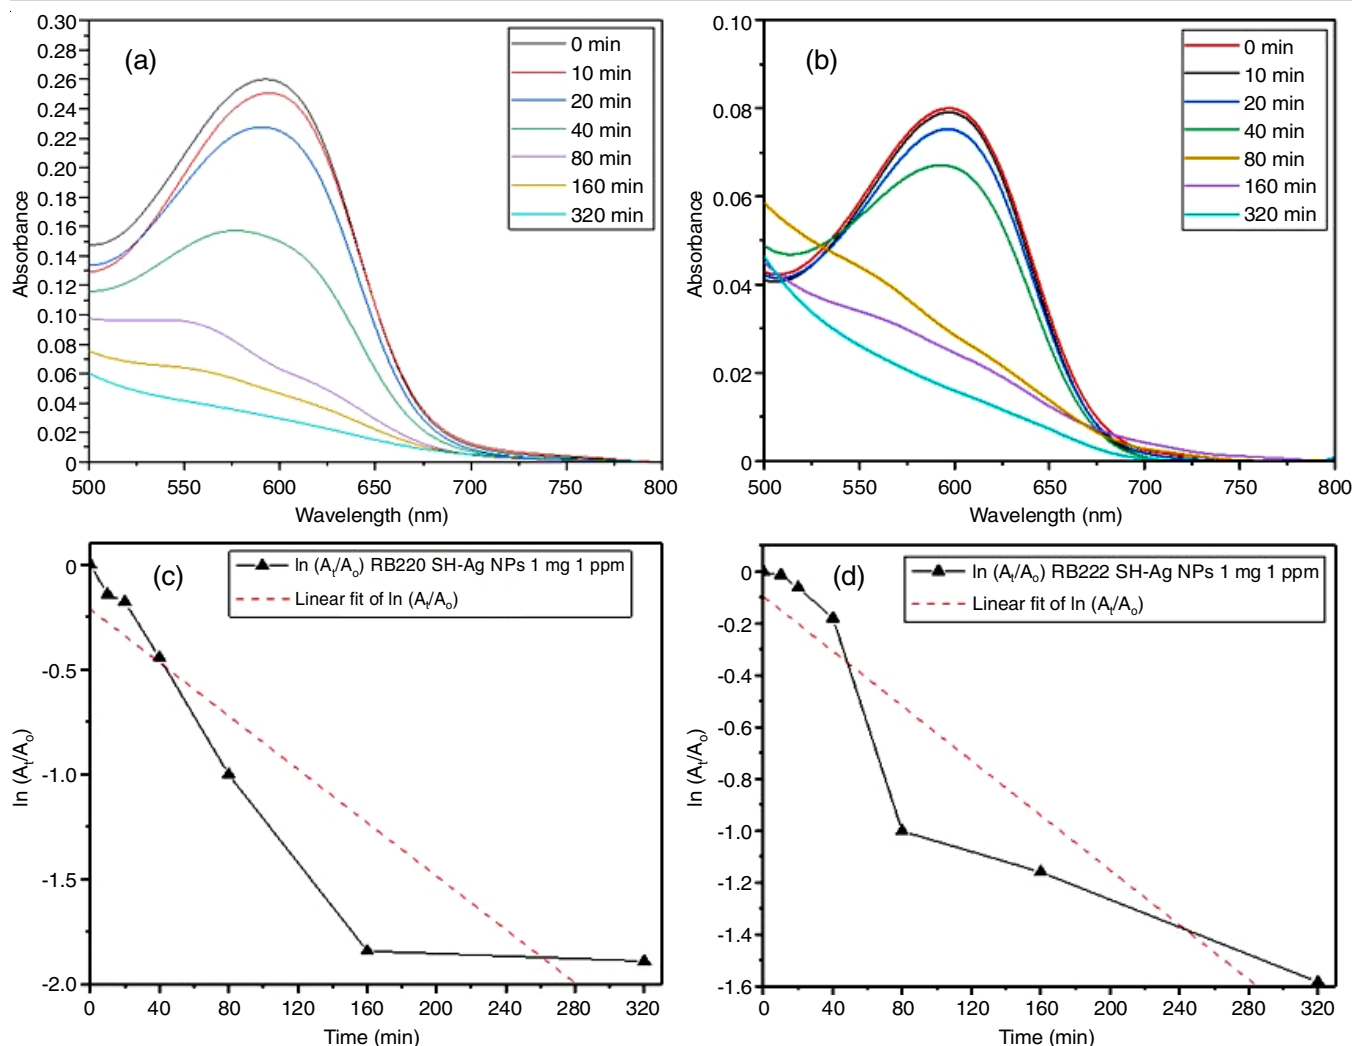 (a)
0.30
0.28
0.26
0.24
0.22
0.20
0.18
0.16
0.14
0.12
0.10
0.08
0.06
0.04
0.02
0
Absorbance
0 min
10 min
20 min
40 min
80 min
160 min
320 min
500 550 600 650 700 750 800
Wavelength (nm)
(b)
0.10
0.08
0.06
0.04
0.02
0
Absorbance
0 min
10 min
20 min
40 min
80 min
160 min
320 min
500 550 600 650 700 750 800
Wavelength (nm)
(c)
ln (Aₜ/Aₒ) RB220 SH-Ag NPs 1 mg 1 ppm
Linear fit of ln (Aₜ/Aₒ)
0
-0.5
-1.0
-1.5
-2.0
ln (Aₜ/Aₒ)
0 40 80 120 160 200 240 280 320
Time (min)
(d)
ln (Aₜ/Aₒ) RB222 SH-Ag NPs 1 mg 1 ppm
Linear fit of ln (Aₜ/Aₒ)
0
-0.2
-0.4
-0.6
-0.8
-1.0
-1.2
-1.4
-1.6
ln (Aₜ/Aₒ)
0 40 80 120 160 200 240 280 320
Time (min)